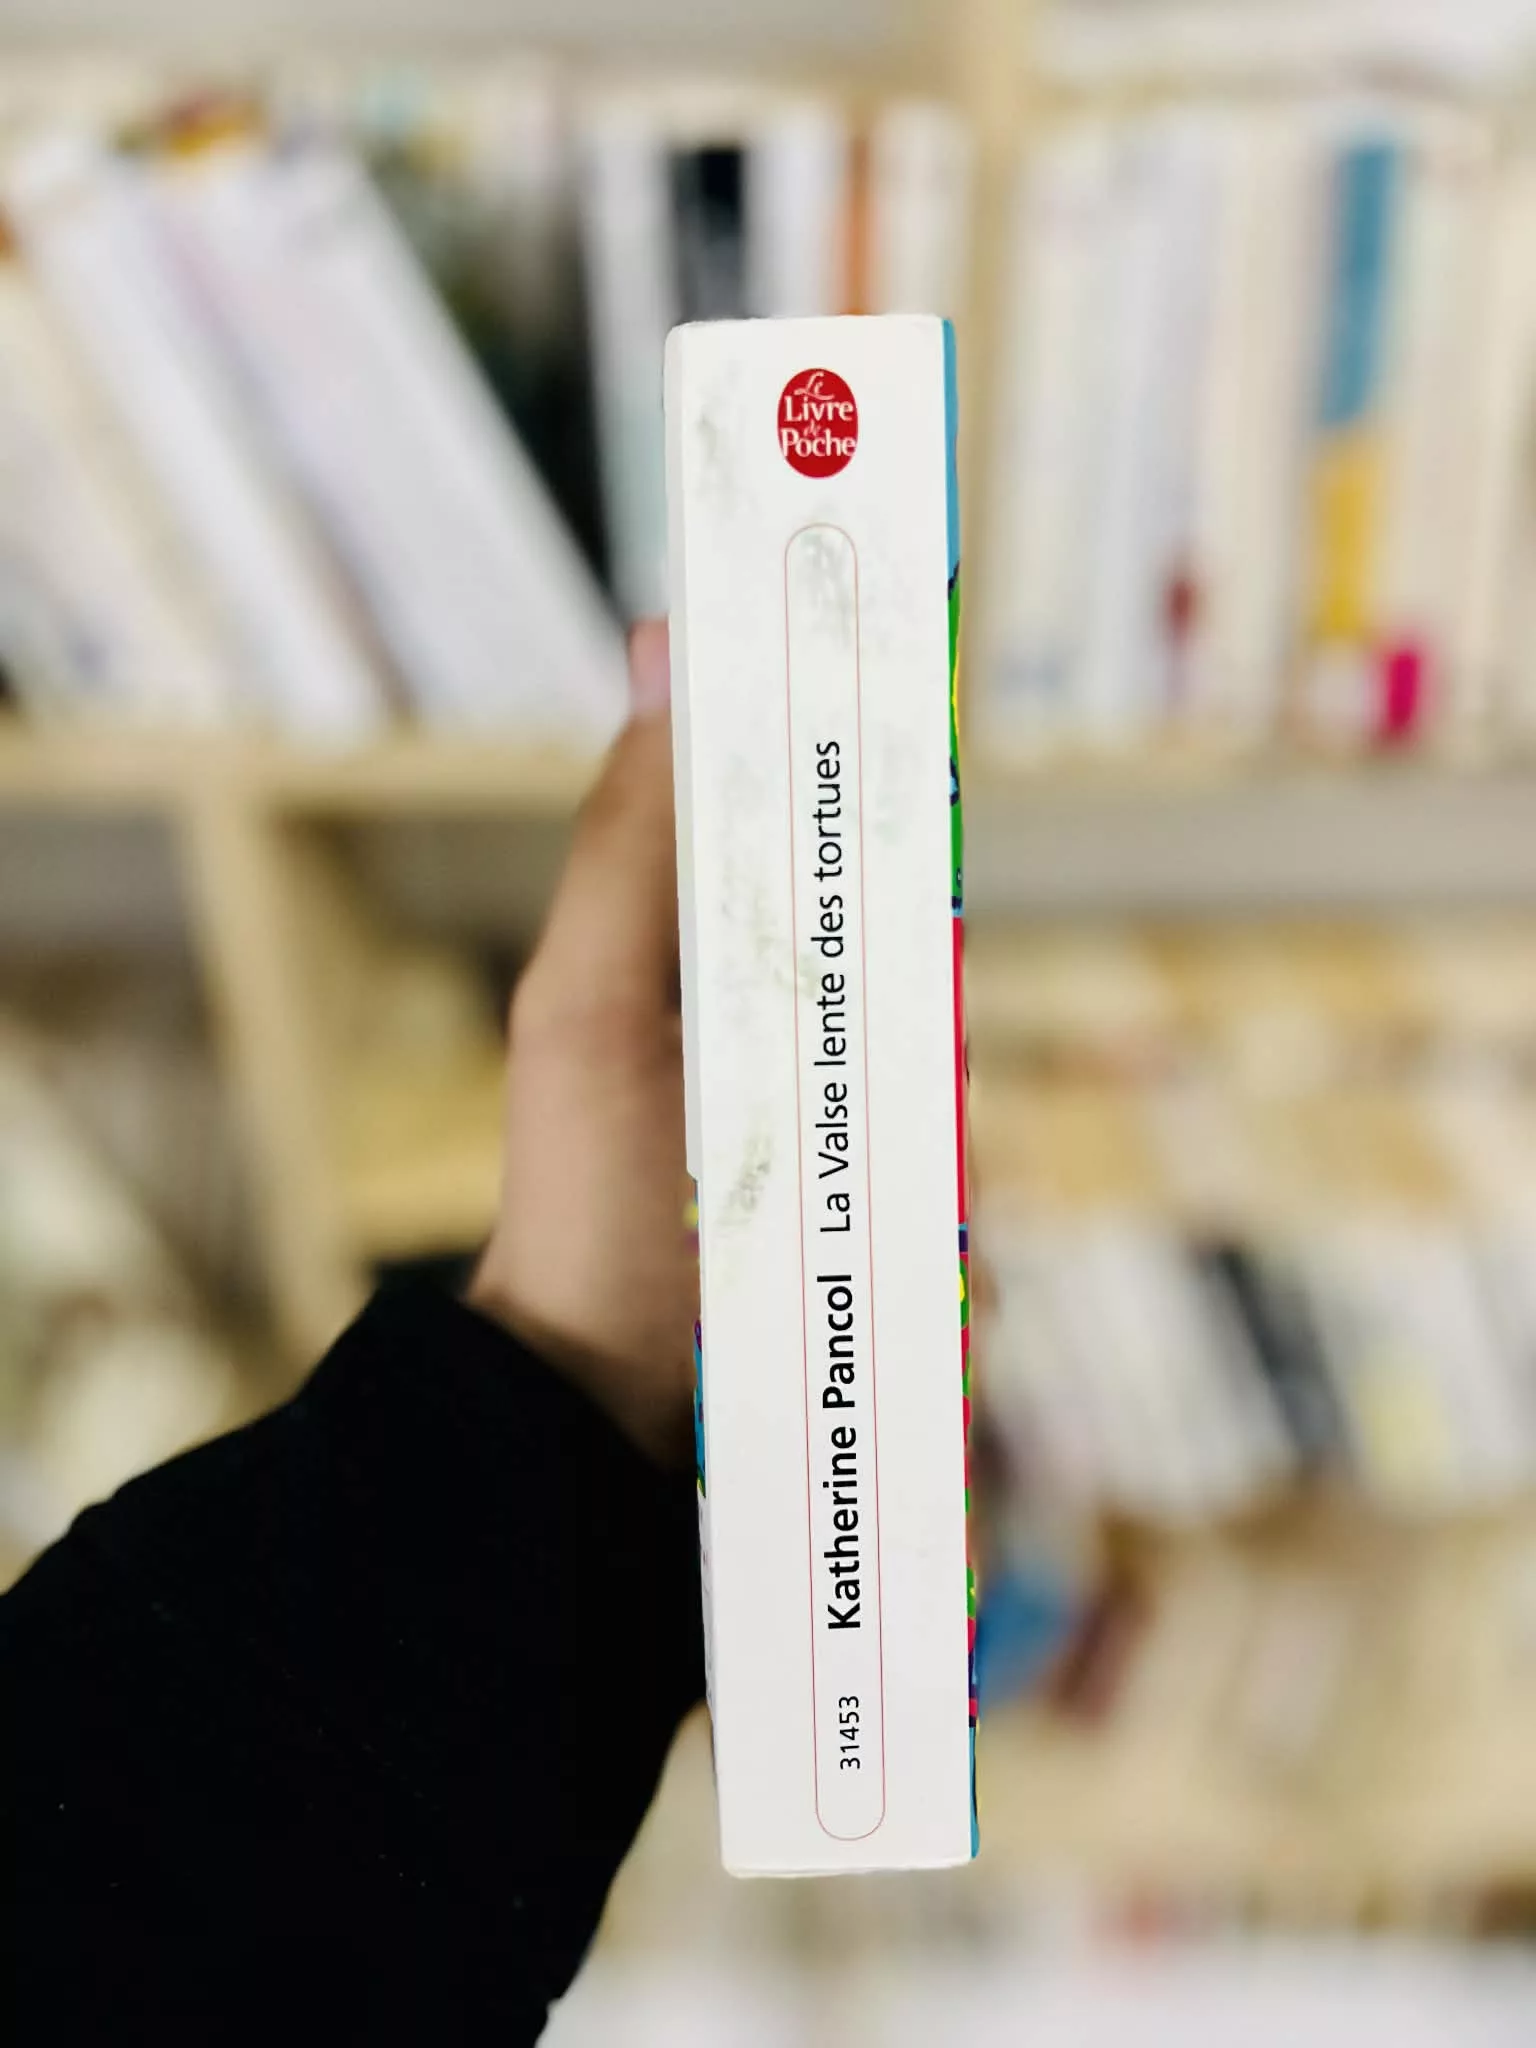 Le
Livre
de
Poche
31453 Katherine Pancol La Valse lente des tortues